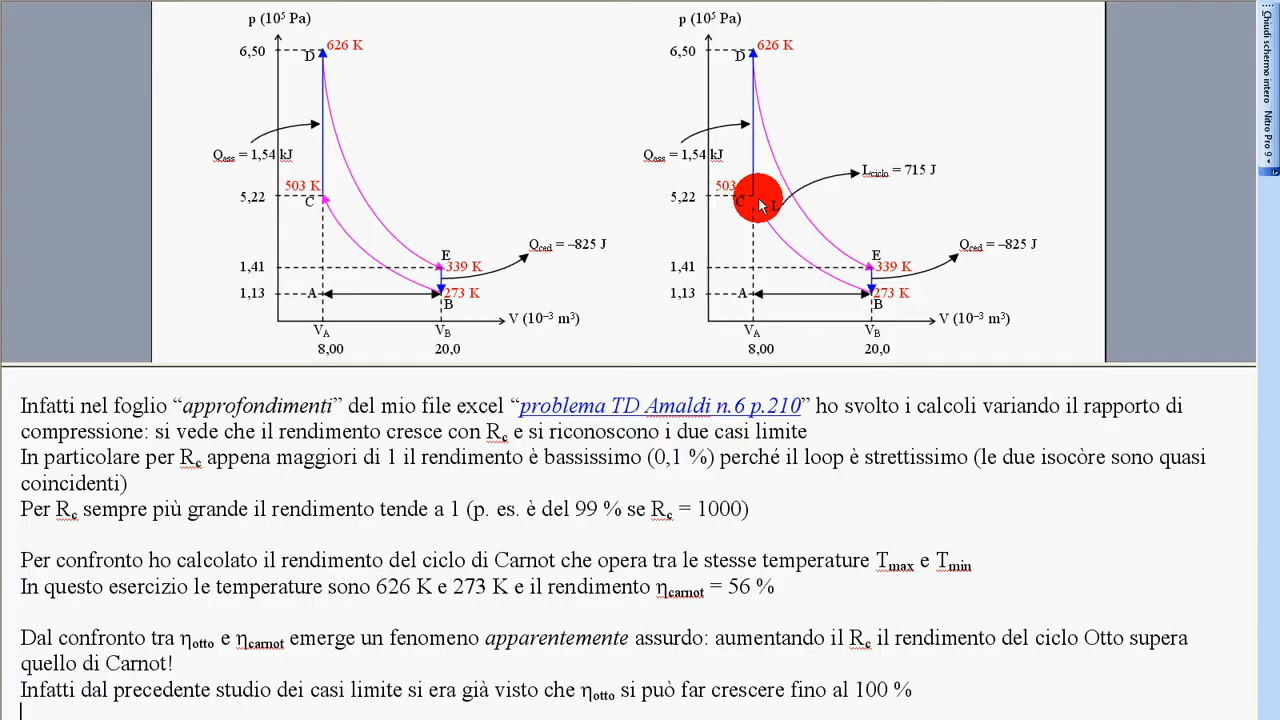 p (10⁵ Pa)
6,50
D
626 K
Qass = 1,54 kJ
503 K
5,22
C
Qced = –825 J
E
1,41
339 K
1,13
A
273 K
B
V (10⁻³ m³)
VA
VB
8,00
20,0
p (10⁵ Pa)
6,50
D
626 K
Qass = 1,54 kJ
Lciclo = 715 J
503
5,22
C
L
Qced = –825 J
E
1,41
339 K
1,13
A
273 K
B
V (10⁻³ m³)
VA
VB
8,00
20,0
Infatti nel foglio “approfondimenti” del mio file excel “problema TD Amaldi n.6 p.210” ho svolto i calcoli variando il rapporto di
compressione: si vede che il rendimento cresce con Rc e si riconoscono i due casi limite
In particolare per Rc appena maggiori di 1 il rendimento è bassissimo (0,1 %) perché il loop è strettissimo (le due isocòre sono quasi
coincidenti)
Per Rc sempre più grande il rendimento tende a 1 (p. es. è del 99 % se Rc = 1000)
Per confronto ho calcolato il rendimento del ciclo di Carnot che opera tra le stesse temperature Tmax e Tmin
In questo esercizio le temperature sono 626 K e 273 K e il rendimento ηcarnot = 56 %
Dal confronto tra ηotto e ηcarnot emerge un fenomeno apparentemente assurdo: aumentando il Rc il rendimento del ciclo Otto supera
quello di Carnot!
Infatti dal precedente studio dei casi limite si era già visto che ηotto si può far crescere fino al 100 %
Chiudi schermo intero
Nitro Pro 9